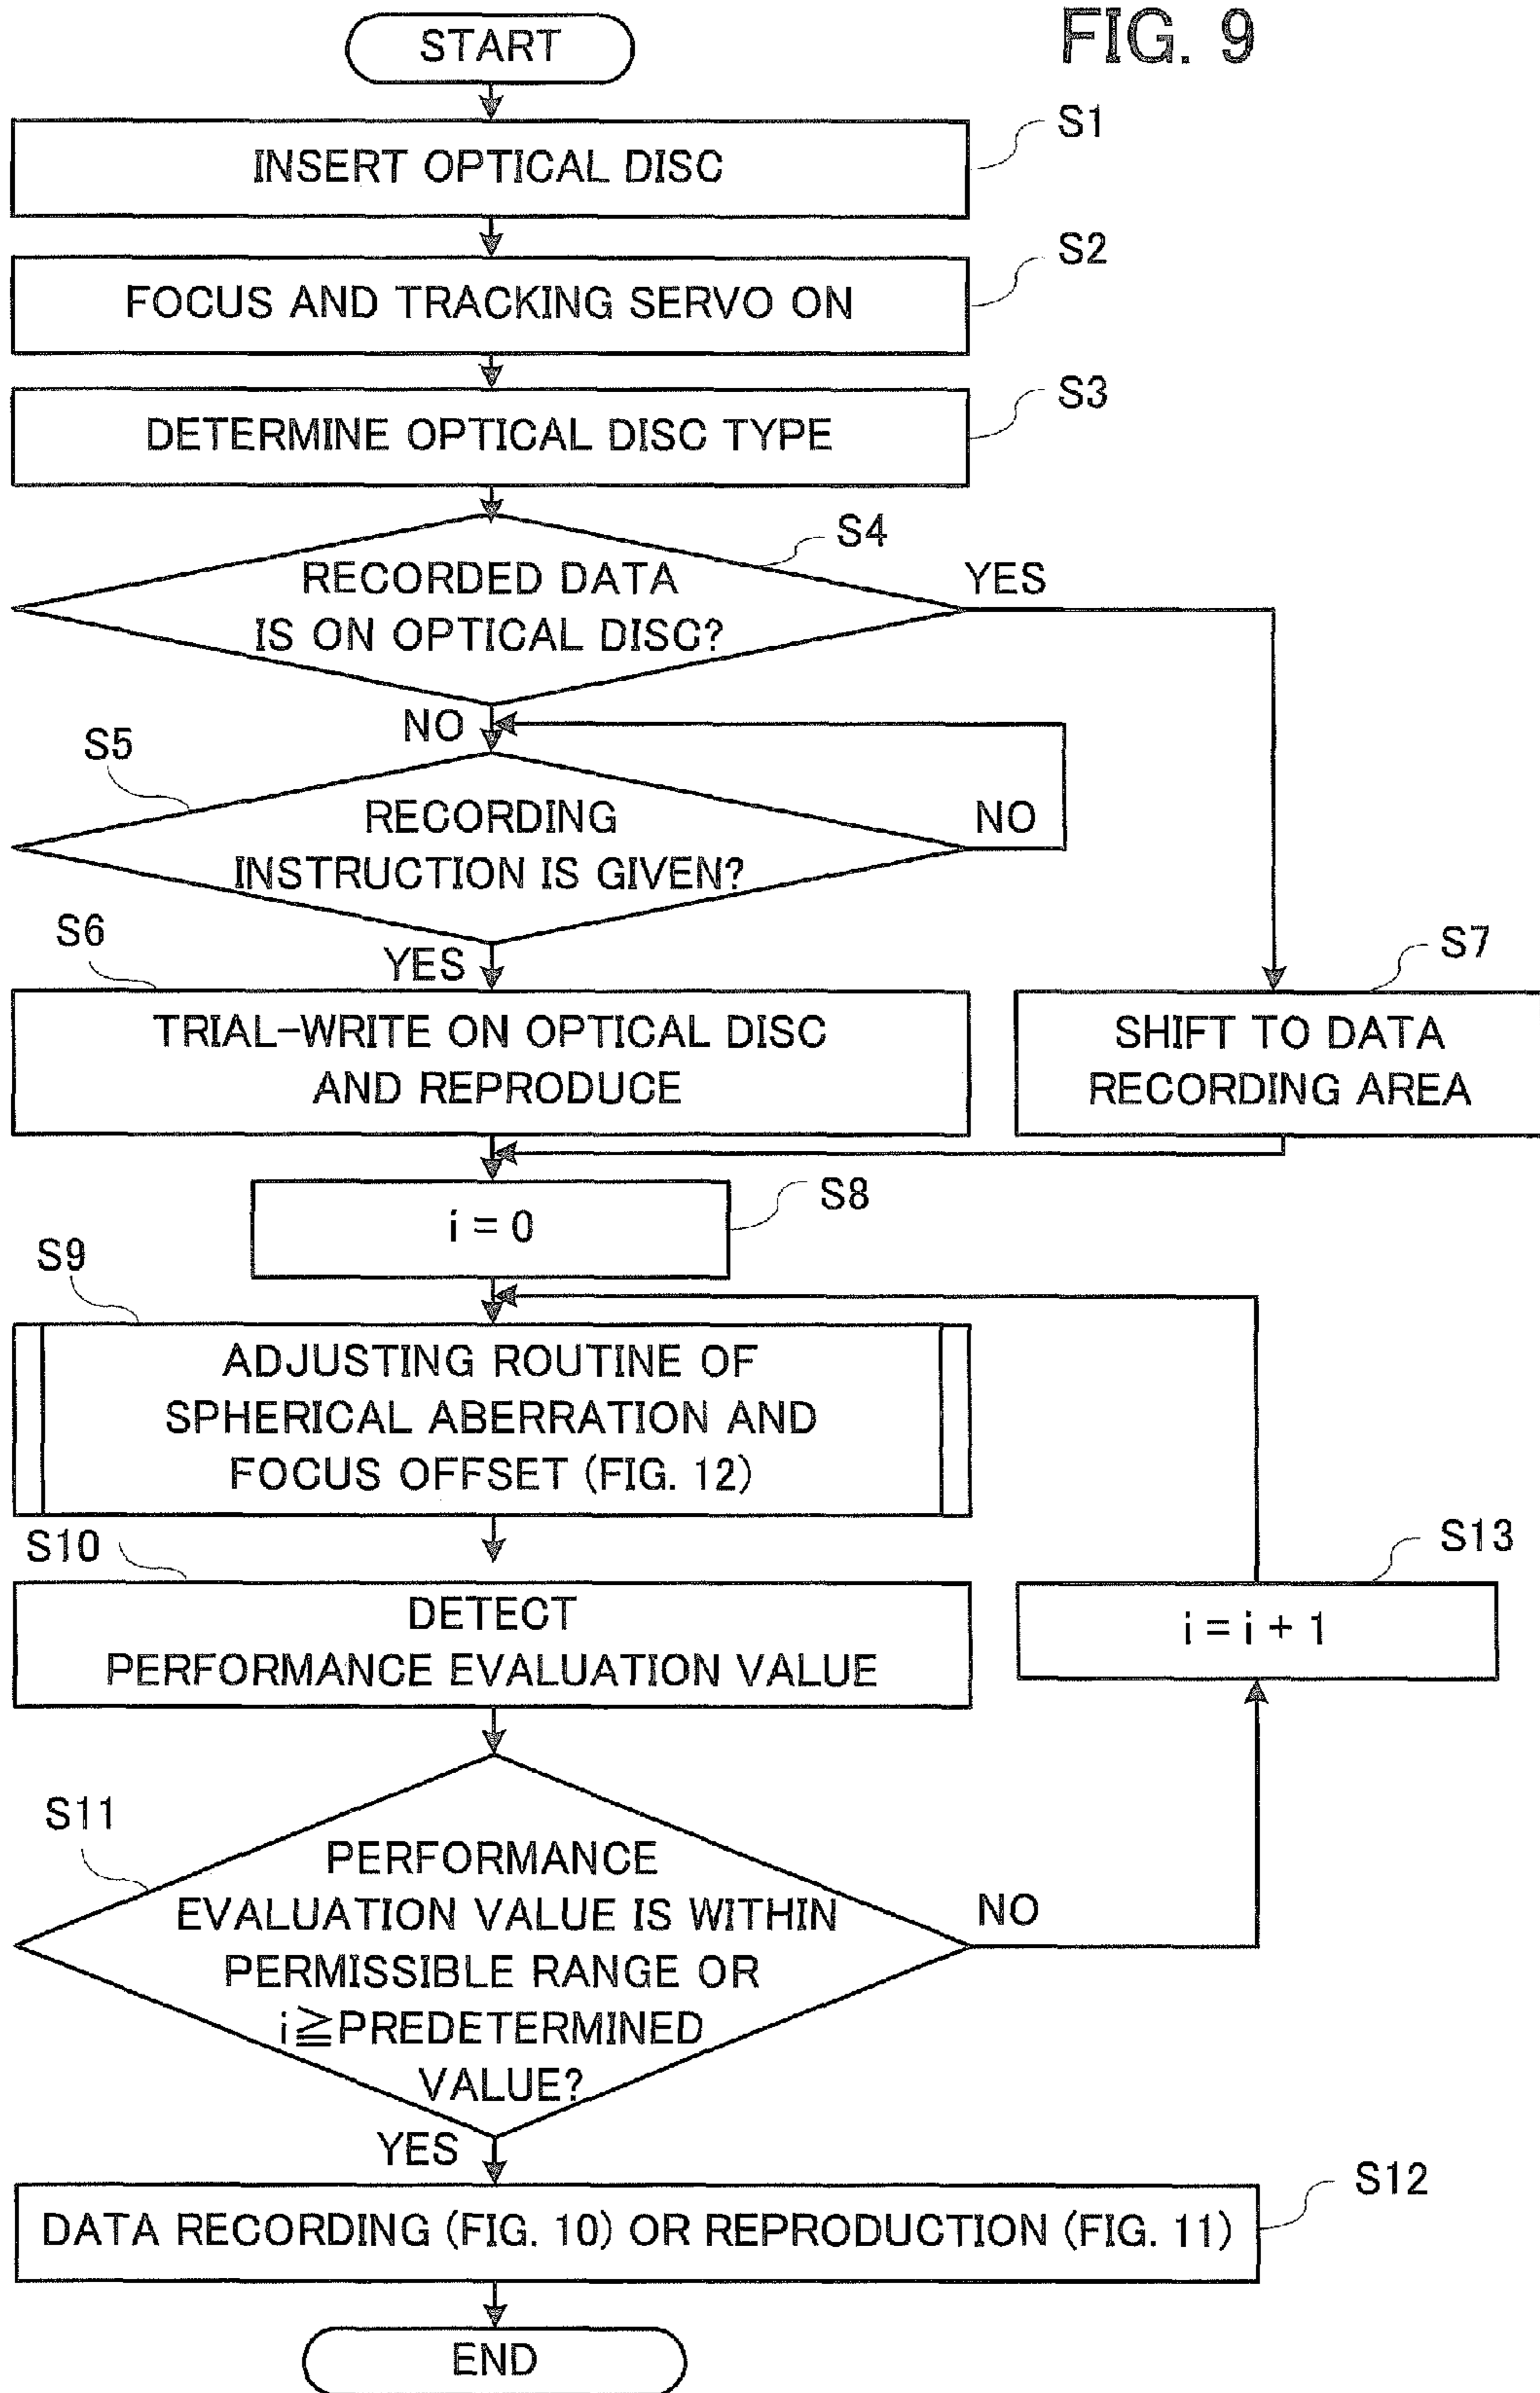 FIG. 9
START
S1
INSERT OPTICAL DISC
S2
FOCUS AND TRACKING SERVO ON
S3
DETERMINE OPTICAL DISC TYPE
S4
RECORDED DATA
IS ON OPTICAL DISC?
YES
NO
S5
RECORDING
INSTRUCTION IS GIVEN?
NO
YES
S6
TRIAL-WRITE ON OPTICAL DISC
AND REPRODUCE
S7
SHIFT TO DATA
RECORDING AREA
S8
i = 0
S9
ADJUSTING ROUTINE OF
SPHERICAL ABERRATION AND
FOCUS OFFSET (FIG. 12)
S10
DETECT
PERFORMANCE EVALUATION VALUE
S13
i = i + 1
S11
PERFORMANCE
EVALUATION VALUE IS WITHIN
PERMISSIBLE RANGE OR
i≧PREDETERMINED
VALUE?
NO
YES
S12
DATA RECORDING (FIG. 10) OR REPRODUCTION (FIG. 11)
END